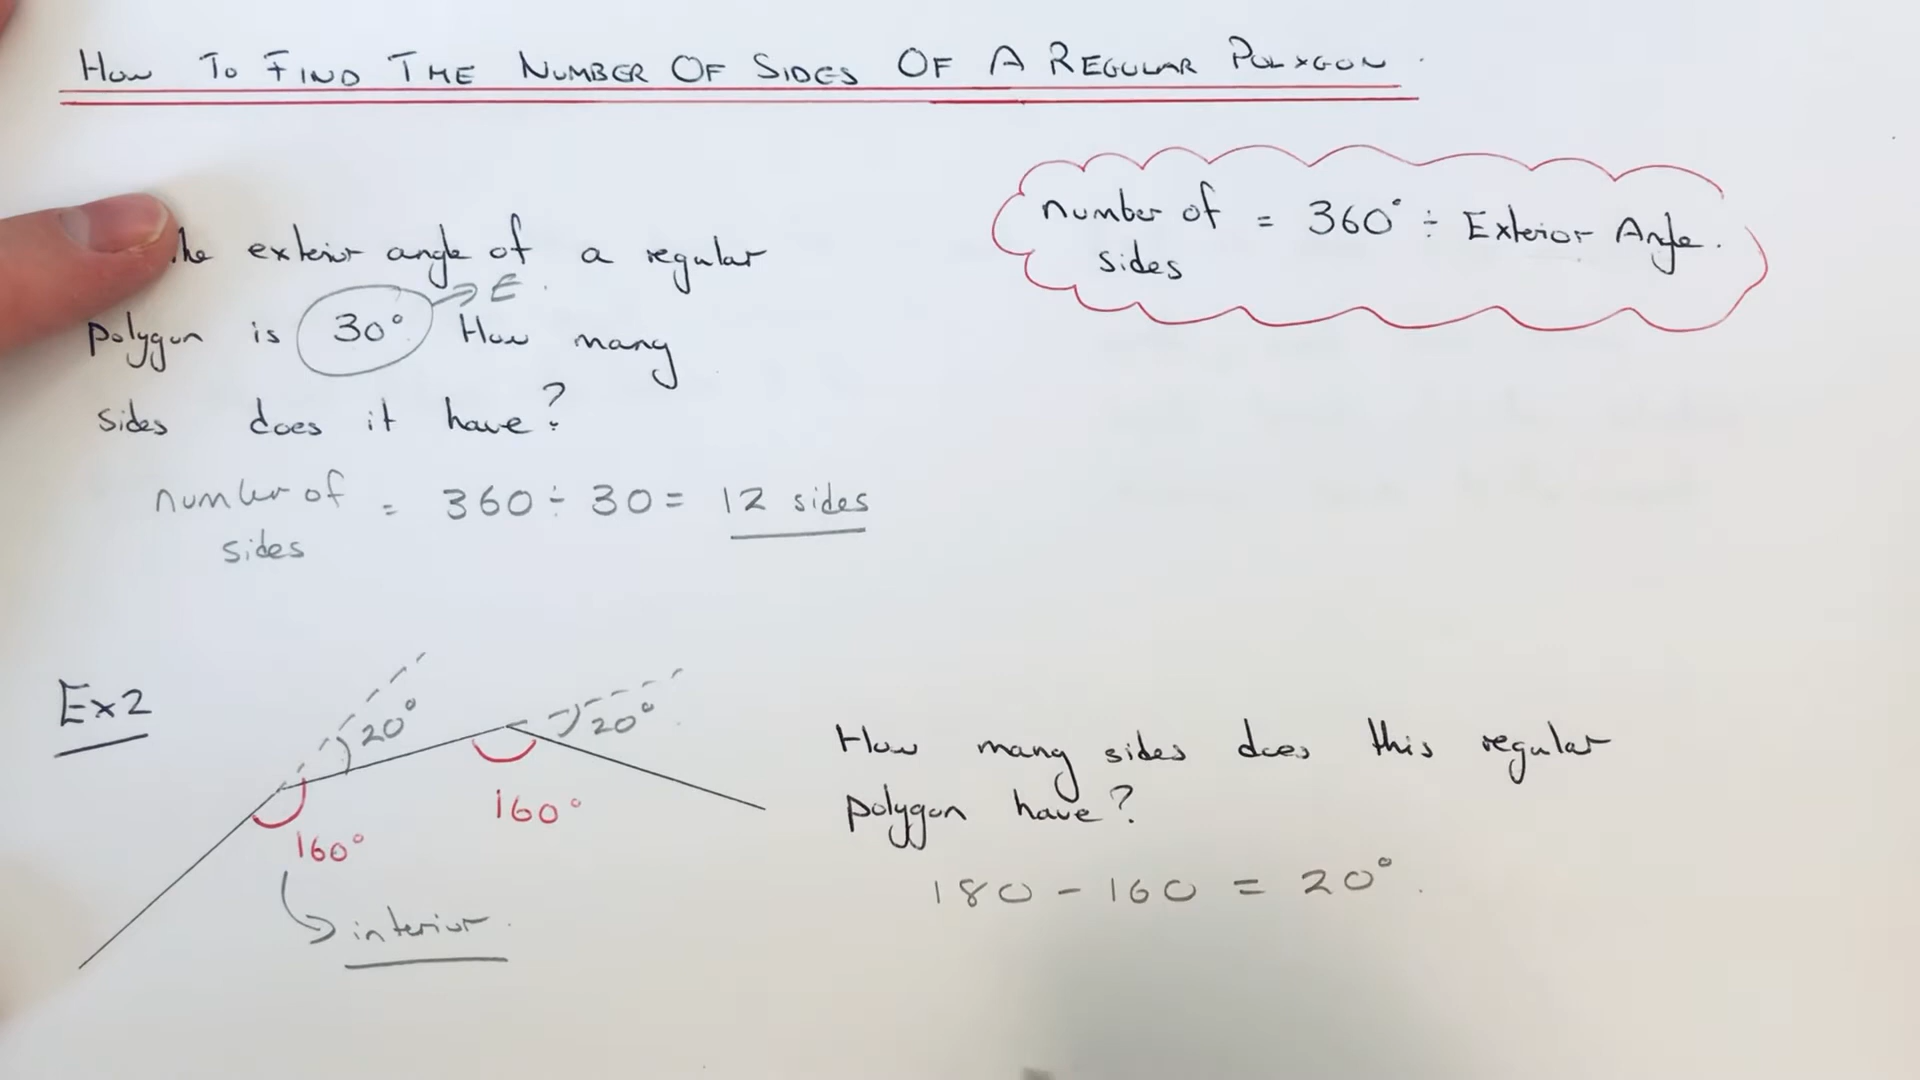 How To Find The Number Of Sides Of A Regular Polygon.
he exterior angle of a regular
E.
polygon is 30° How many
sides does it have?
number of sides = 360 ÷ 30 = 12 sides
number of sides = 360° ÷ Exterior Angle.
Ex2
20°
20°
160°
160°
interior.
How many sides does this regular
polygon have?
180 - 160 = 20°.